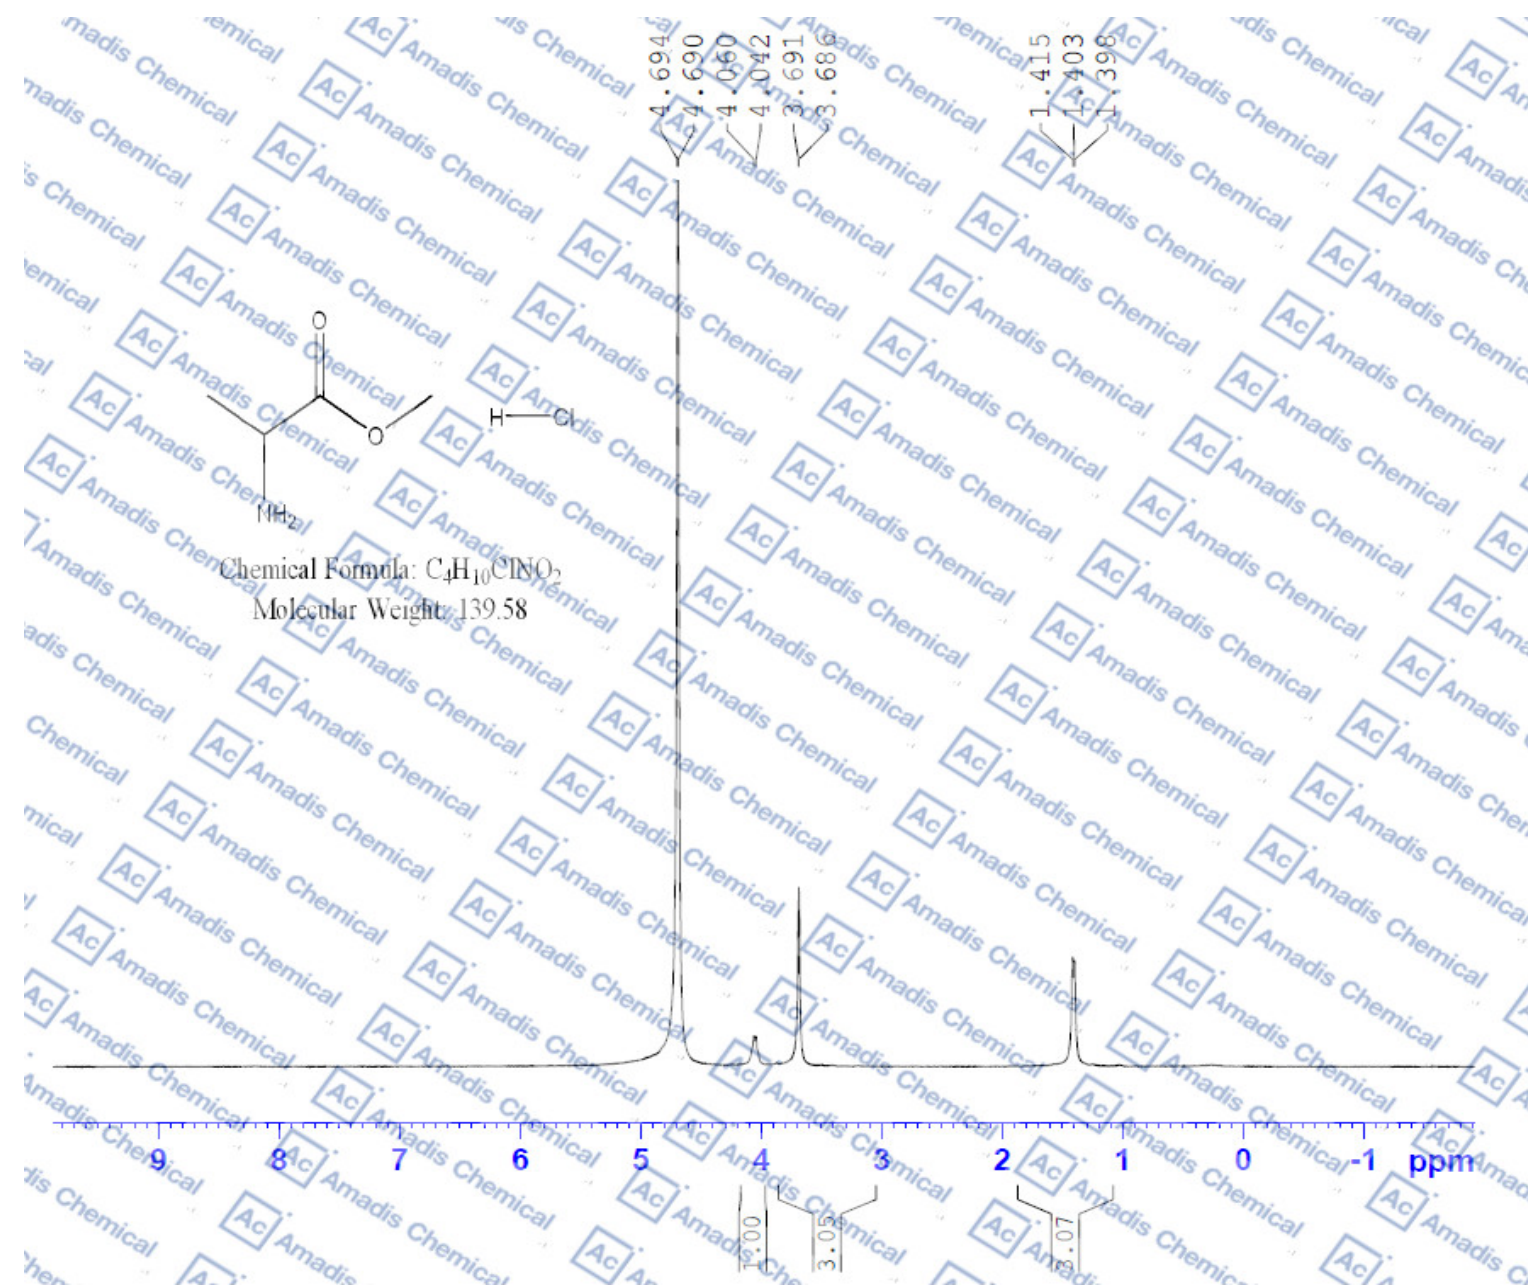 4.694
4.690
4.060
4.042
3.691
3.686
1.415
1.403
1.398
O
O
H Cl
NH2
Chemical Formula: C4H10ClNO2
Molecular Weight: 139.58
9 8 7 6 5 4 3 2 1 0 -1 ppm
1.00
3.05
3.07
Ac Amadis Chemical